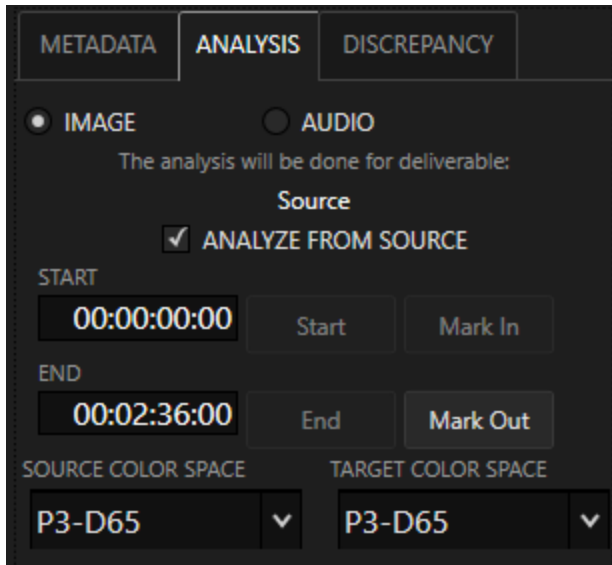 METADATA ANALYSIS DISCREPANCY
IMAGE AUDIO
The analysis will be done for deliverable:
Source
ANALYZE FROM SOURCE
START
00:00:00:00 Start Mark In
END
00:02:36:00 End Mark Out
SOURCE COLOR SPACE TARGET COLOR SPACE
P3-D65 P3-D65